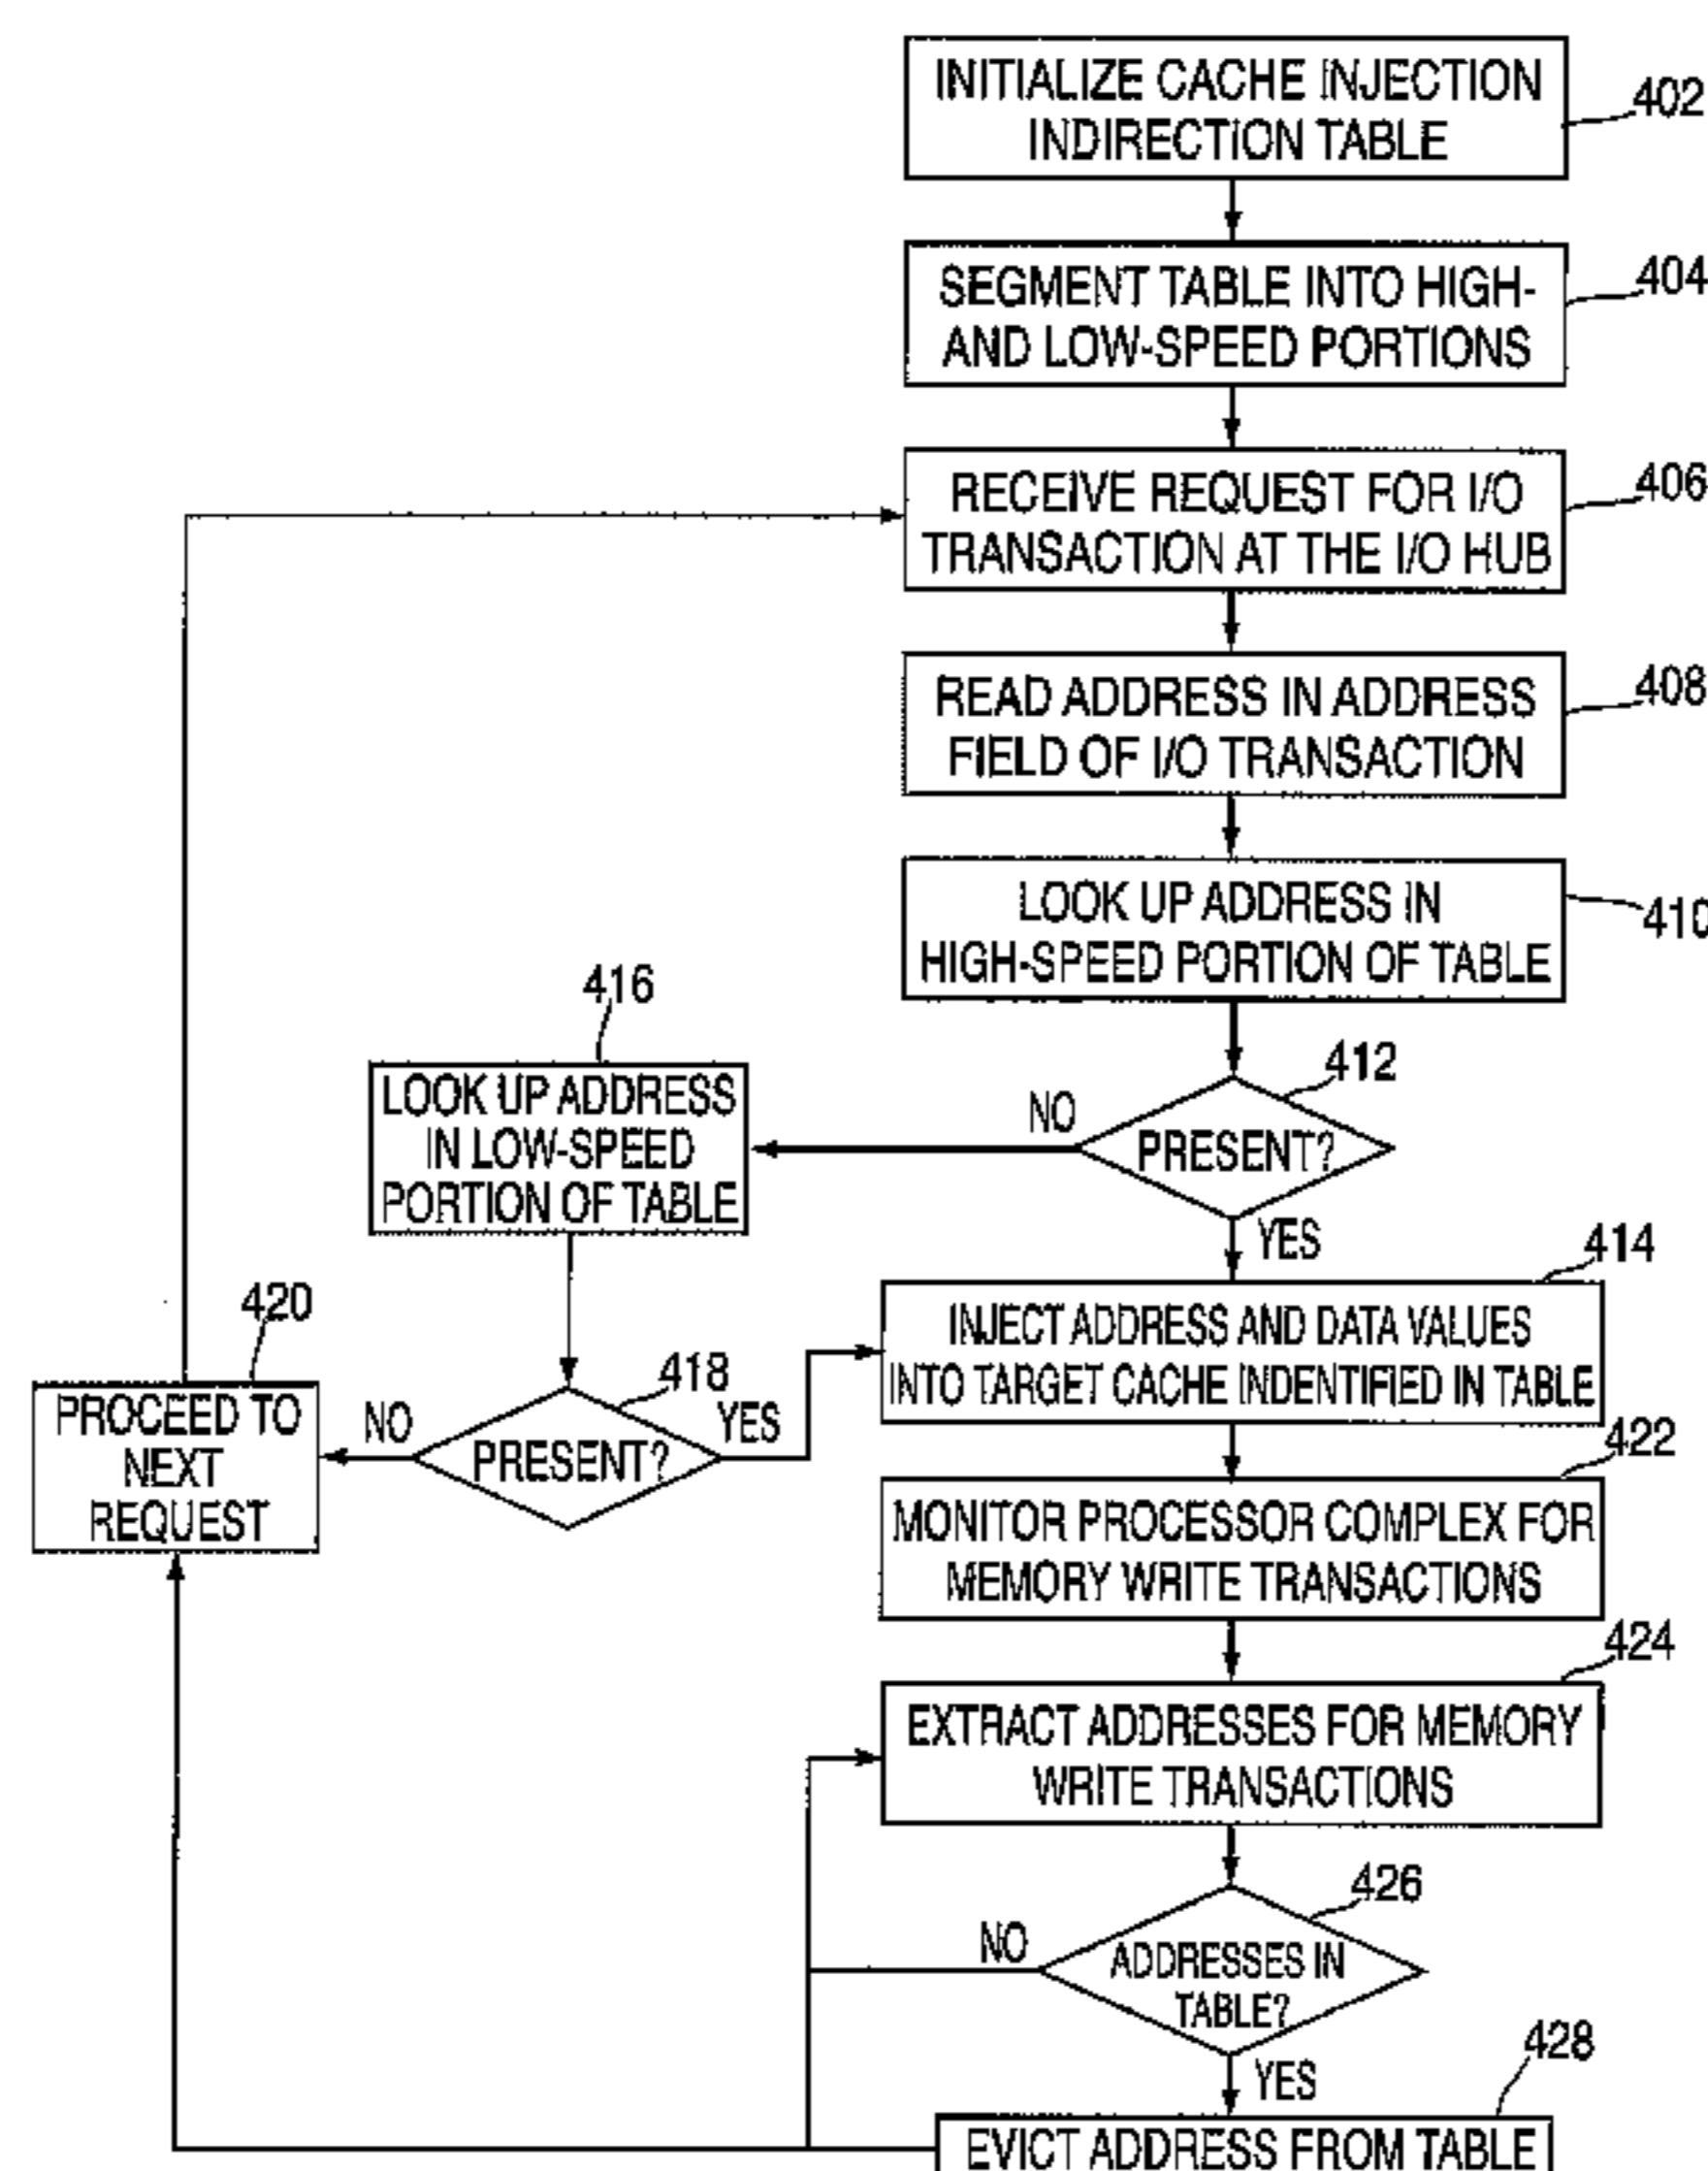 INITIALIZE CACHE INJECTION
INDIRECTION TABLE
402
SEGMENT TABLE INTO HIGH-
AND LOW-SPEED PORTIONS
404
RECEIVE REQUEST FOR I/O
TRANSACTION AT THE I/O HUB
406
READ ADDRESS IN ADDRESS
FIELD OF I/O TRANSACTION
408
LOOK UP ADDRESS IN
HIGH-SPEED PORTION OF TABLE
410
416
LOOK UP ADDRESS
IN LOW-SPEED
PORTION OF TABLE
412
NO
PRESENT?
YES
414
INJECT ADDRESS AND DATA VALUES
INTO TARGET CACHE INDENTIFIED IN TABLE
420
PROCEED TO
NEXT
REQUEST
NO
418
PRESENT?
YES
422
MONITOR PROCESSOR COMPLEX FOR
MEMORY WRITE TRANSACTIONS
424
EXTRACT ADDRESSES FOR MEMORY
WRITE TRANSACTIONS
426
NO
ADDRESSES IN
TABLE?
YES
428
EVICT ADDRESS FROM TABLE